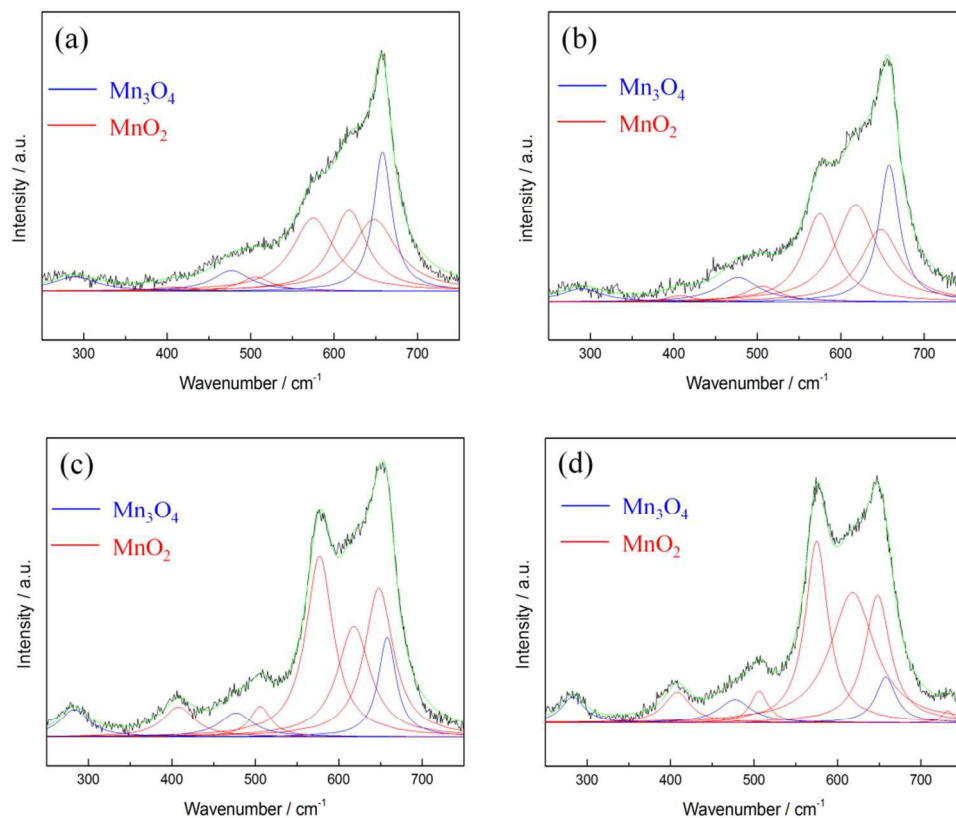 (a)
Mn₃O₄
MnO₂
Intensity / a.u.
300 400 500 600 700
Wavenumber / cm⁻¹
(b)
Mn₃O₄
MnO₂
intensity / a.u.
300 400 500 600 700
Wavenumber / cm⁻¹
(c)
Mn₃O₄
MnO₂
Intensity / a.u.
300 400 500 600 700
Wavenumber / cm⁻¹
(d)
Mn₃O₄
MnO₂
Intensity / a.u.
300 400 500 600 700
Wavenumber / cm⁻¹